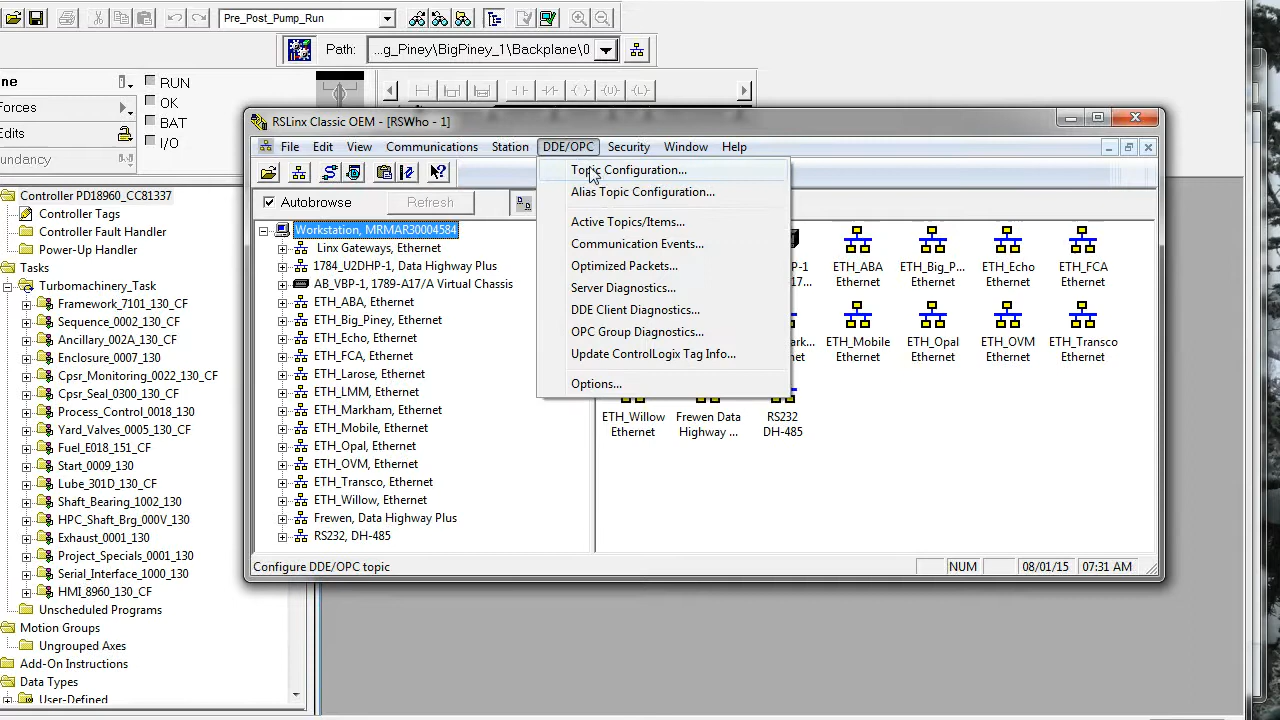 Pre_Post_Pump_Run
Path: ...g_Piney\BigPiney_1\Backplane\0
ne
RUN
Forces
OK
BAT
Edits
I/O
undancy
RSLinx Classic OEM - [RSWho - 1]
File Edit View Communications Station DDE/OPC Security Window Help
Autobrowse Refresh
Topic Configuration...
Alias Topic Configuration...
Active Topics/Items...
Communication Events...
Optimized Packets...
Server Diagnostics...
DDE Client Diagnostics...
OPC Group Diagnostics...
Update ControlLogix Tag Info...
Options...
Controller PD18960_CC81337
Controller Tags
Controller Fault Handler
Power-Up Handler
Tasks
Turbomachinery_Task
Framework_7101_130_CF
Sequence_0002_130_CF
Ancillary_002A_130_CF
Enclosure_0007_130
Cpsr_Monitoring_0022_130_CF
Cpsr_Seal_0300_130_CF
Process_Control_0018_130
Yard_Valves_0005_130_CF
Fuel_E018_151_CF
Start_0009_130
Lube_301D_130_CF
Shaft_Bearing_1002_130
HPC_Shaft_Brg_000V_130
Exhaust_0001_130
Project_Specials_0001_130
Serial_Interface_1000_130
HMI_8960_130_CF
Unscheduled Programs
Motion Groups
Ungrouped Axes
Add-On Instructions
Data Types
User-Defined
Workstation, MRMAR30004584
Linx Gateways, Ethernet
1784_U2DHP-1, Data Highway Plus
AB_VBP-1, 1789-A17/A Virtual Chassis
ETH_ABA, Ethernet
ETH_Big_Piney, Ethernet
ETH_Echo, Ethernet
ETH_FCA, Ethernet
ETH_Larose, Ethernet
ETH_LMM, Ethernet
ETH_Markham, Ethernet
ETH_Mobile, Ethernet
ETH_Opal, Ethernet
ETH_OVM, Ethernet
ETH_Transco, Ethernet
ETH_Willow, Ethernet
Frewen, Data Highway Plus
RS232, DH-485
P-1 ETH_ABA ETH_Big_P... ETH_Echo ETH_FCA
17... Ethernet Ethernet Ethernet Ethernet
ark... ETH_Mobile ETH_Opal ETH_OVM ETH_Transco
et Ethernet Ethernet Ethernet Ethernet
ETH_Willow Frewen Data RS232
Ethernet Highway ... DH-485
Configure DDE/OPC topic
NUM 08/01/15 07:31 AM